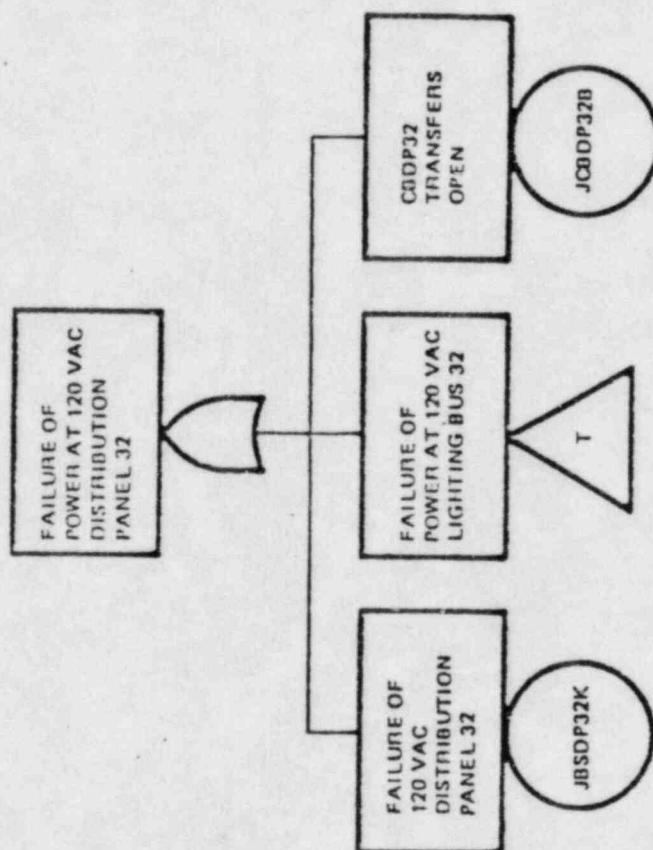 FAILURE OF
POWER AT 120 VAC
DISTRIBUTION
PANEL 32
FAILURE OF
120 VAC
DISTRIBUTION
PANEL 32
JBSDP32K
FAILURE OF
POWER AT 120 VAC
LIGHTING BUS 32
T
CBDP32
TRANSFERS
OPEN
JCBDP32B